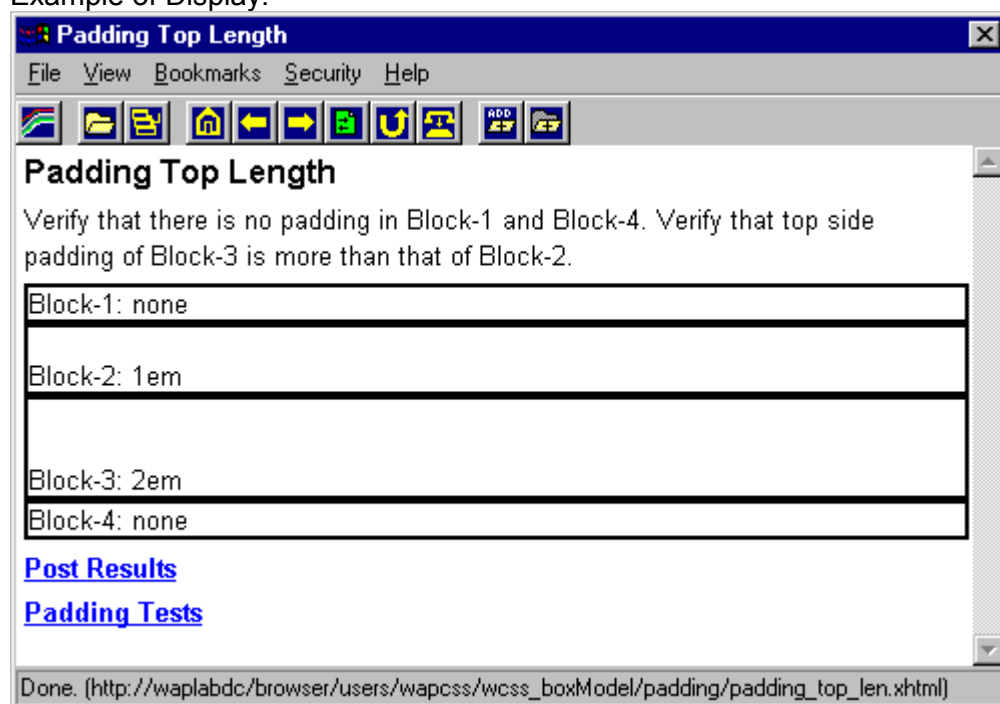 Example of Display:
Padding Top Length
File View Bookmarks Security Help
ADD
Padding Top Length
Verify that there is no padding in Block-1 and Block-4. Verify that top side
padding of Block-3 is more than that of Block-2.
Block-1: none
Block-2: 1em
Block-3: 2em
Block-4: none
Post Results
Padding Tests
Done. (http://waplabdc/browser/users/wapcss/wcss_boxModel/padding/padding_top_len.xhtml)